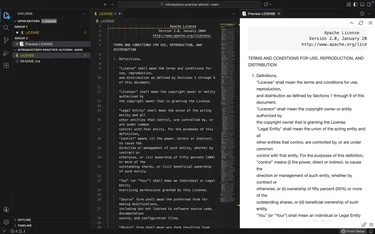 introductory-practice-attacin-main
EXPLORER
OPEN EDITORS
GROUP 1
LICENSE
GROUP 2
Preview LICENSE
INTRODUCTORY-PRACTICE-ACTIONS-MAIN
LICENSE
README.md
OUTLINE
TIMELINE
LICENSE
LICENSE
Apache License
Version 2.0, January 2004
http://www.apache.org/licenses/
TERMS AND CONDITIONS FOR USE, REPRODUCTION, AND
DISTRIBUTION
1. Definitions.
"License" shall mean the terms and conditions for
use, reproduction,
and distribution as defined by Sections 1 through 9
of this document.
"Licensor" shall mean the copyright owner or entity
authorized by
the copyright owner that is granting the License.
"Legal Entity" shall mean the union of the acting
entity and all
other entities that control, are controlled by, or
are under common
control with that entity. For the purposes of this
definition,
"control" means (i) the power, direct or indirect,
to cause the
direction or management of such entity, whether by
contract or
otherwise, or (ii) ownership of fifty percent (50%)
or more of the
outstanding shares, or (iii) beneficial ownership
of such entity.
"You" (or "Your") shall mean an individual or Legal
Entity
exercising permissions granted by this License.
"Source" form shall mean the preferred form for
making modifications,
including but not limited to software source code,
documentation
source, and configuration files.
"Object" form shall mean any form resulting from
Preview LICENSE
Apache License
Version 2.0, January 20
http://www.apache.org/lice
TERMS AND CONDITIONS FOR USE, REPRODUCTION, AND
DISTRIBUTION
1. Definitions.
"License" shall mean the terms and conditions for use,
reproduction,
and distribution as defined by Sections 1 through 9 of this
document.
"Licensor" shall mean the copyright owner or entity
authorized by
the copyright owner that is granting the License.
"Legal Entity" shall mean the union of the acting entity and
all
other entities that control, are controlled by, or are under
common
control with that entity. For the purposes of this definition,
"control" means (i) the power, direct or indirect, to cause
the
direction or management of such entity, whether by
contract or
otherwise, or (ii) ownership of fifty percent (50%) or more
of the
outstanding shares, or (iii) beneficial ownership of such
entity.
"You" (or "Your") shall mean an individual or Legal Entity
Finish Setup